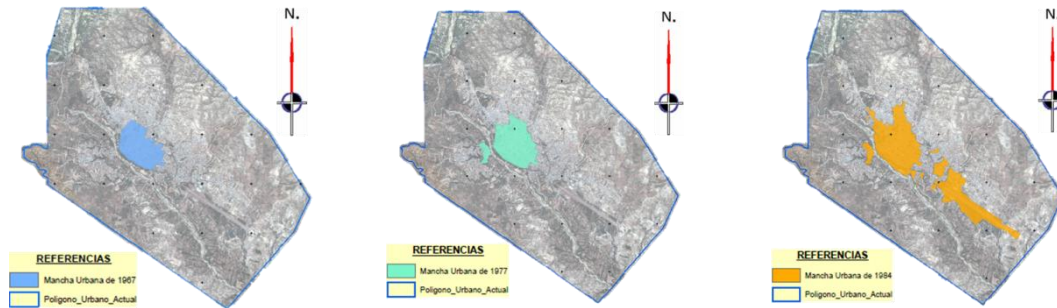 N.
REFERENCIAS
Mancha Urbana de 1967
Poligono_Urbano_Actual
N.
REFERENCIAS
Mancha Urbana de 1977
Poligono_Urbano_Actual
N.
REFERENCIAS
Mancha Urbana de 1984
Poligono_Urbano_Actual